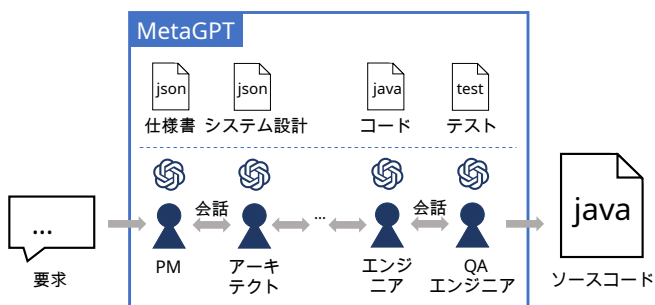 MetaGPT
json
json
java
test
仕様書
システム設計
コード
テスト
会話
会話
...
...
java
要求
PM
アーキ
テクト
エンジ
ニア
QA
エンジニア
ソースコード